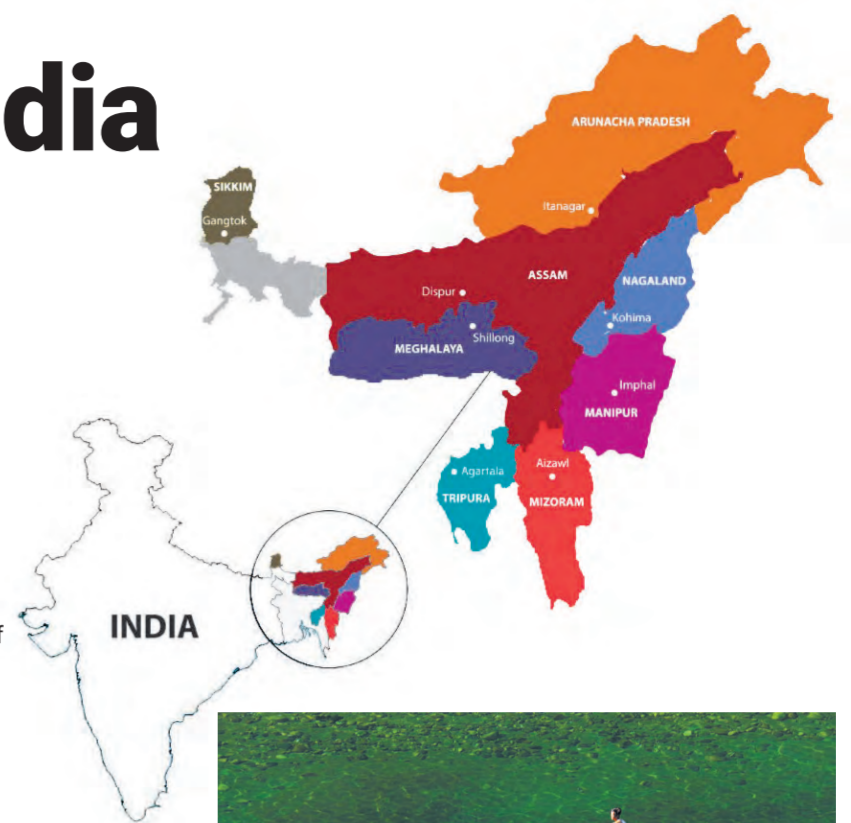 dia
ARUNACHA PRADESH
SIKKIM
Itanagar
Gangtok
ASSAM
NAGALAND
Dispur
Kohima
Shillong
MEGHALAYA
Imphal
MANIPUR
Aizawl
Agartala
TRIPURA
MIZORAM
INDIA
f